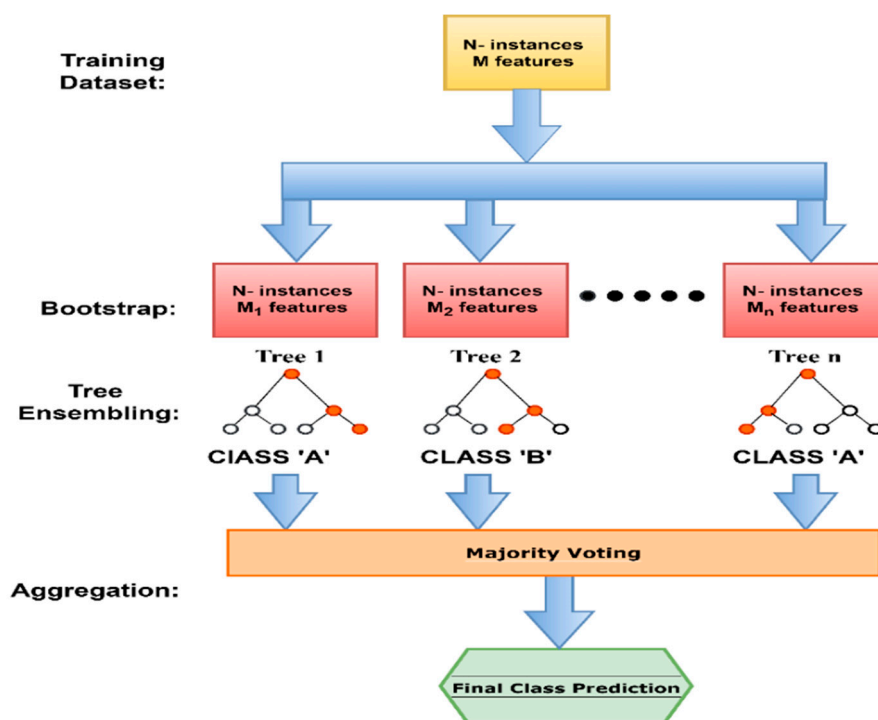 Training
Dataset:
N- instances
M features
Bootstrap:
N- instances
M₁ features
N- instances
M₂ features
N- instances
Mₙ features
Tree
Ensembling:
Tree 1
Tree 2
Tree n
ClASS 'A'
CLASS 'B'
CLASS 'A'
Aggregation:
Majority Voting
Final Class Prediction